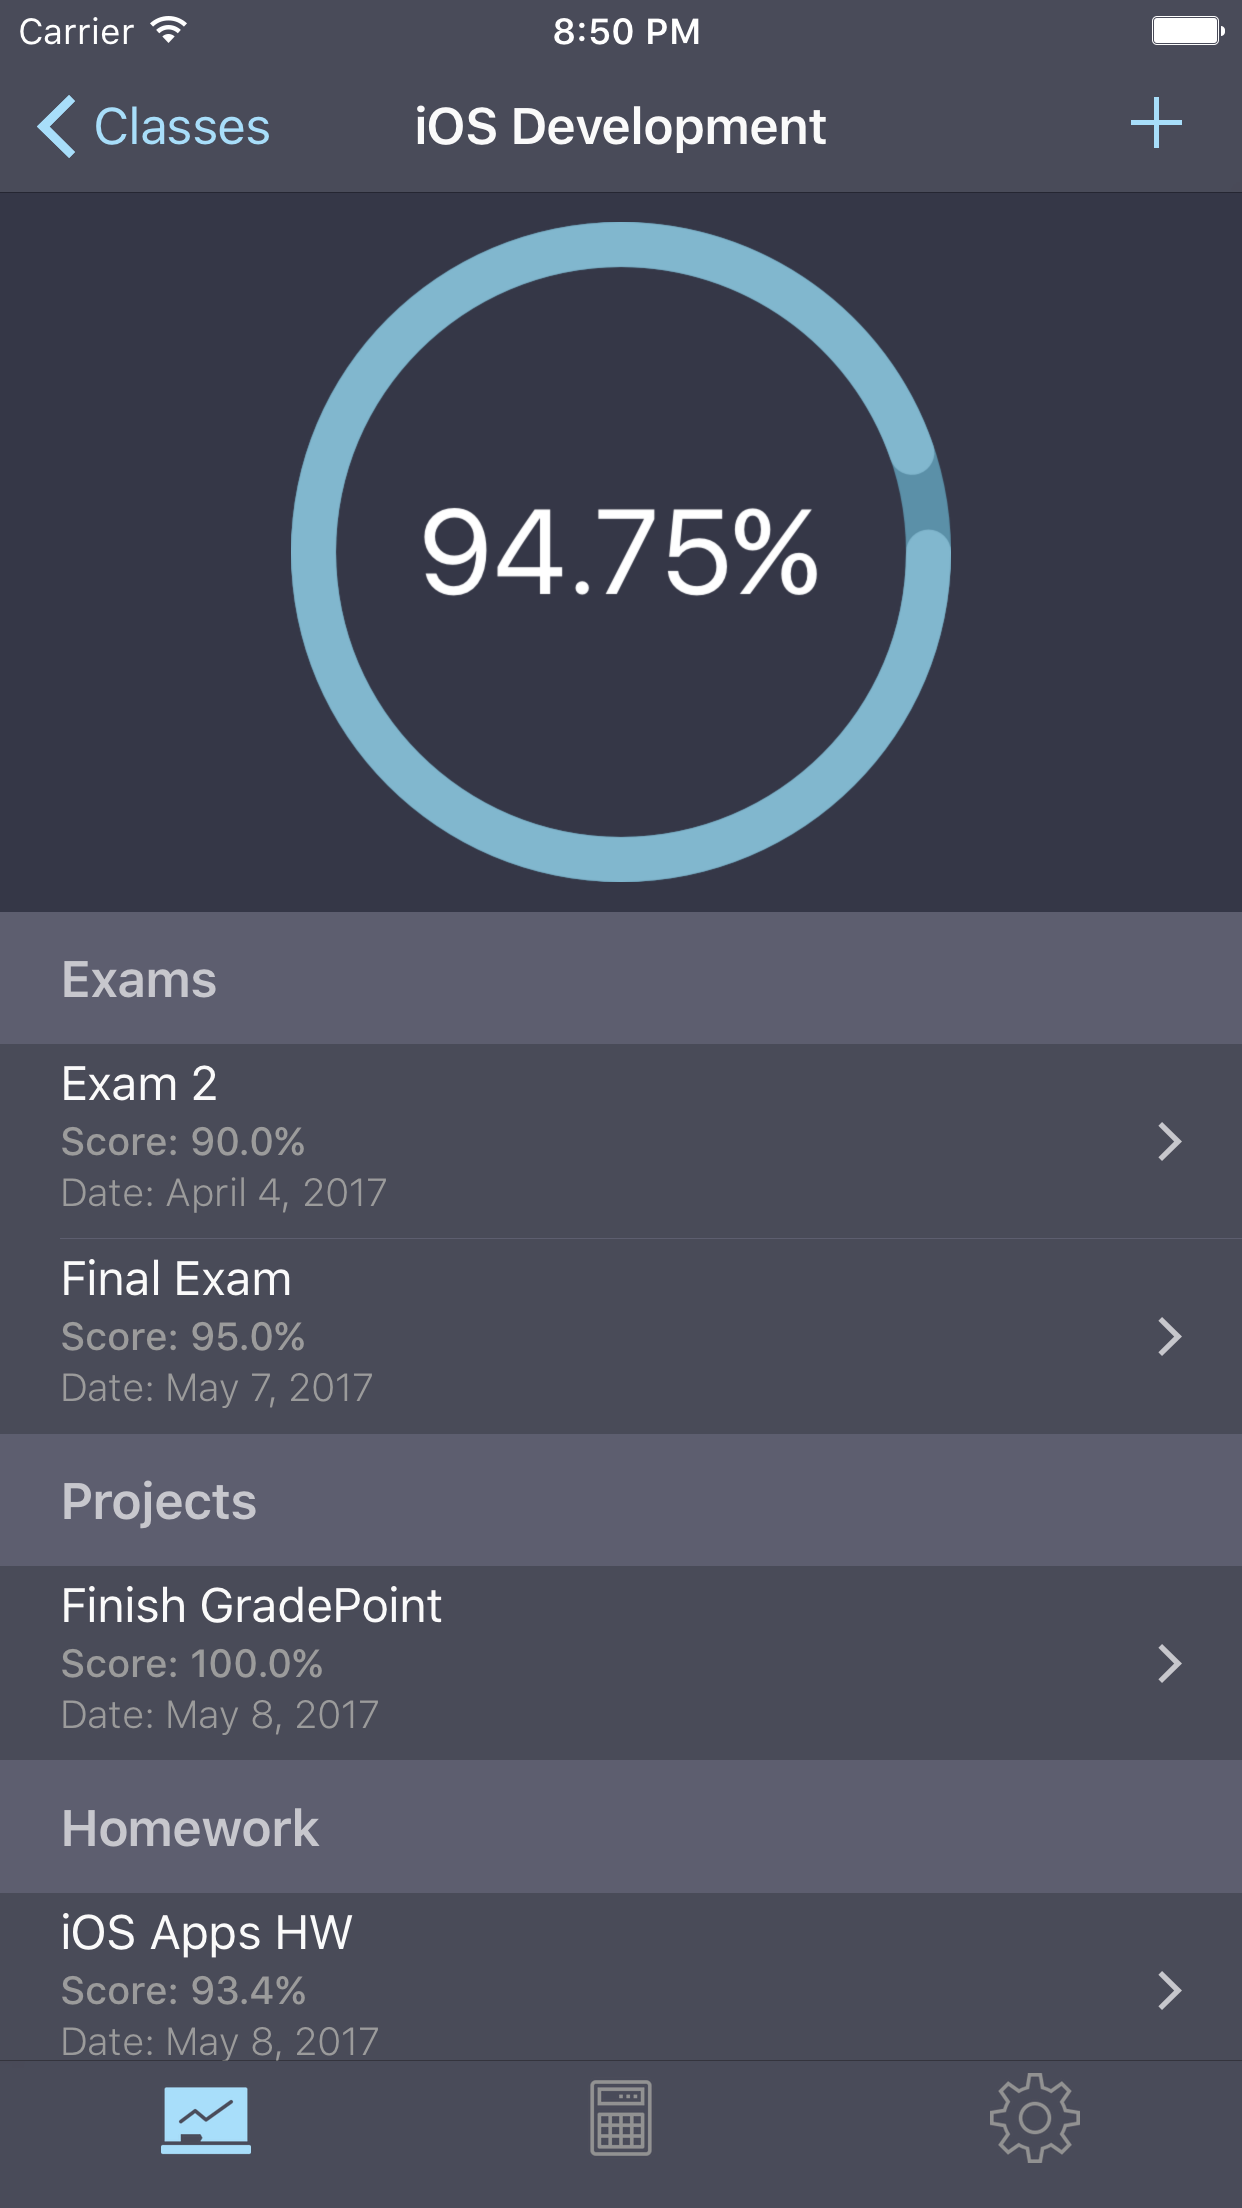 Carrier 8:50 PM
Classes iOS Development
94.75%
Exams
Exam 2
Score: 90.0%
Date: April 4, 2017
Final Exam
Score: 95.0%
Date: May 7, 2017
Projects
Finish GradePoint
Score: 100.0%
Date: May 8, 2017
Homework
iOS Apps HW
Score: 93.4%
Date: May 8, 2017